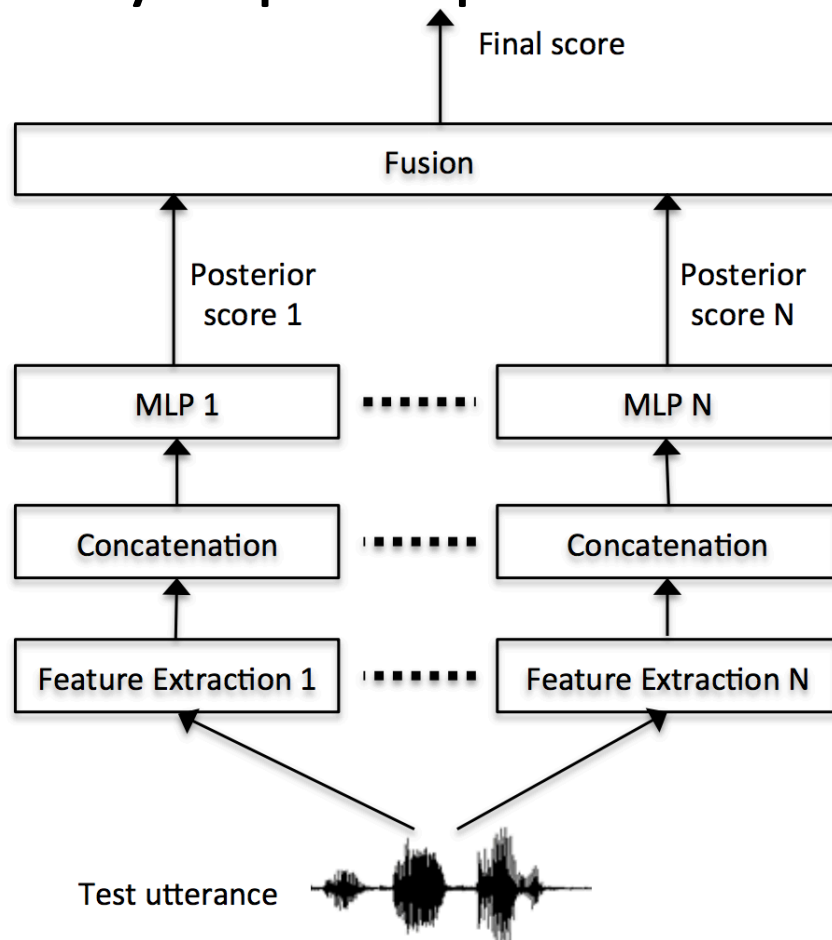 Final score
Fusion
Posterior
score 1
Posterior
score N
MLP 1
MLP N
Concatenation
Concatenation
Feature Extraction 1
Feature Extraction N
Test utterance